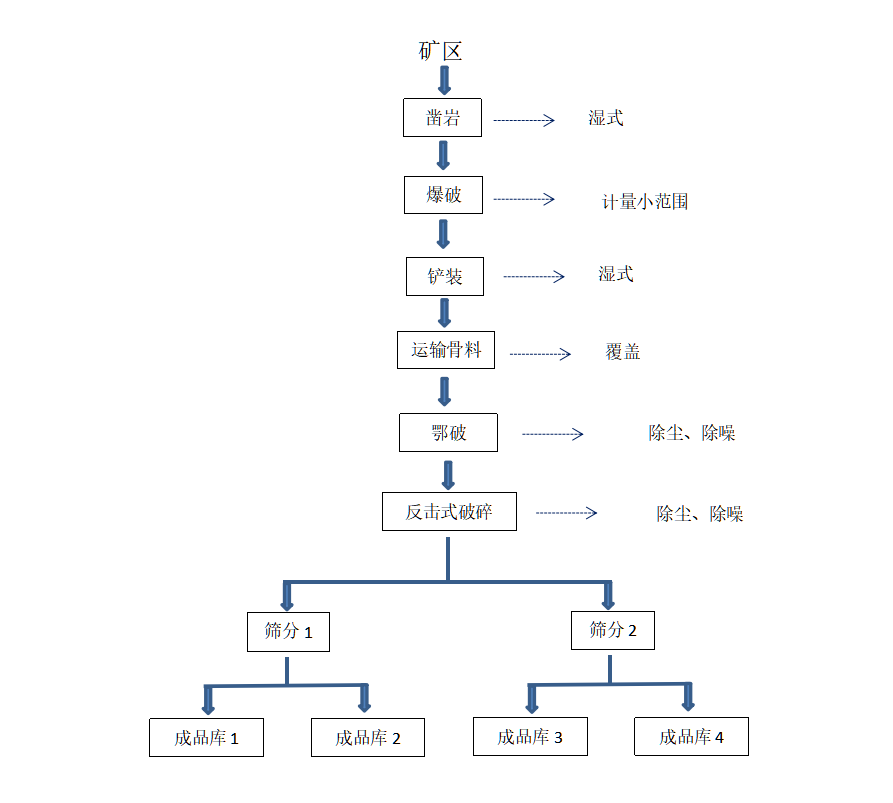 矿区
凿岩 湿式
爆破 计量小范围
铲装 湿式
运输骨料 覆盖
鄂破 除尘、除噪
反击式破碎 除尘、除噪
筛分 1 筛分 2
成品库 1 成品库 2 成品库 3 成品库 4